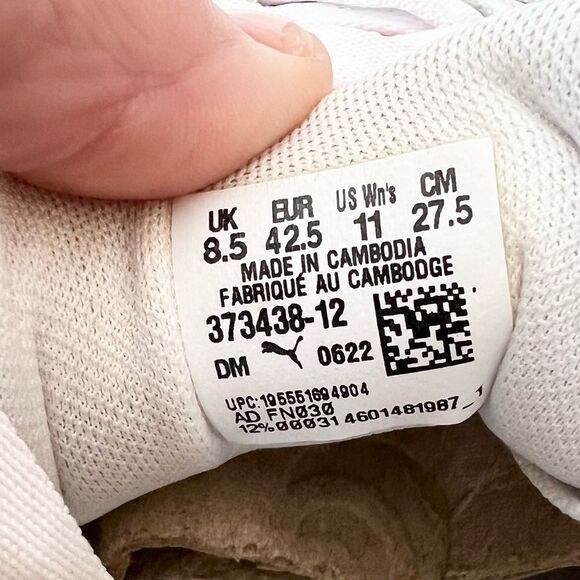 UK EUR US Wn's CM
8.5 42.5 11 27.5
MADE IN CAMBODIA
FABRIQUÉ AU CAMBODGE
373438-12
DM 0622
UPC:195551694904
AD FN030
12%00031 4601481987_1